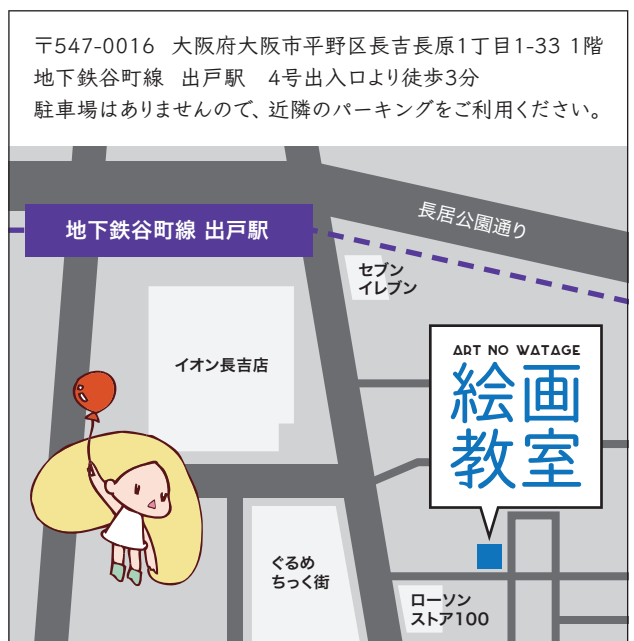 〒547-0016 大阪府大阪市平野区長吉長原1丁目1-33 1階
地下鉄谷町線 出戸駅 4号出入口より徒歩3分
駐車場はありませんので、近隣のパーキングをご利用ください。
地下鉄谷町線 出戸駅
長居公園通り
セブン
イレブン
イオン長吉店
ART NO WATAGE
絵画
教室
ぐるめ
ちっく街
ローソン
ストア100